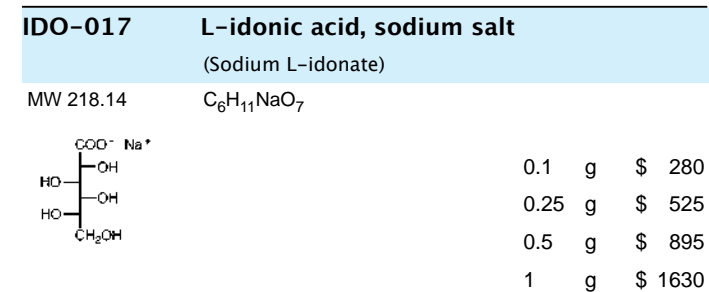 IDO-017 L-idonic acid, sodium salt
(Sodium L-idonate)
MW 218.14 C₆H₁₁NaO₇
COO⁻ Na⁺
OH
HO
OH
HO
CH₂OH
0.1 g $ 280
0.25 g $ 525
0.5 g $ 895
1 g $ 1630